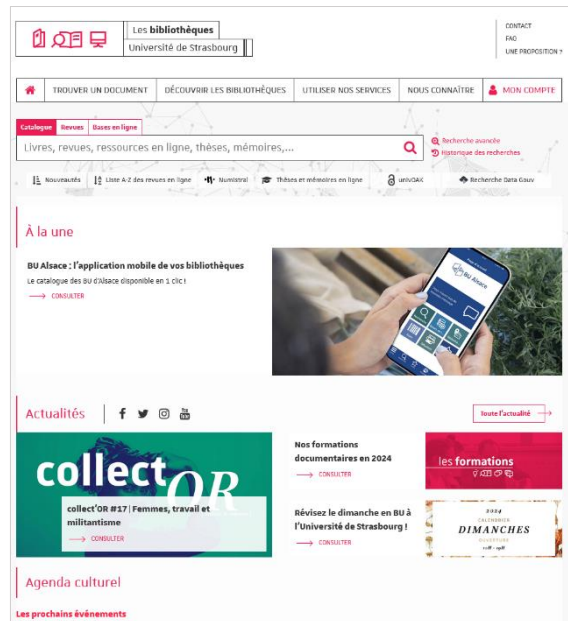 Les bibliothèques
Université de Strasbourg
CONTACT
FAQ
UNE PROPOSITION ?
TROUVER UN DOCUMENT
DÉCOUVRIR LES BIBLIOTHÈQUES
UTILISER NOS SERVICES
NOUS CONNAÎTRE
MON COMPTE
Catalogue Revues Bases en ligne
Livres, revues, ressources en ligne, thèses, mémoires,...
Recherche avancée
Historique des recherches
Nouveautés
Liste A-Z des revues en ligne
Numistral
Thèses et mémoires en ligne
univOAK
Recherche Data Gouv
À la une
BU Alsace : l'application mobile de vos bibliothèques
Le catalogue des BU d'Alsace disponible en 1 clic !
CONSULTER
BU Alsace
Actualités
Toute l'actualité
collect
OR
collect'OR #17 | Femmes, travail et
militantisme
CONSULTER
Nos formations
documentaires en 2024
CONSULTER
les formations
Révisez le dimanche en BU à
l'Université de Strasbourg !
CONSULTER
2024
CALENDRIER
DIMANCHES
OUVERTURE
Agenda culturel
Les prochains événements